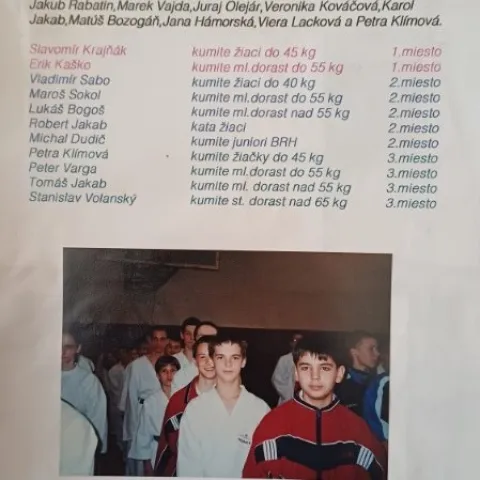 Jakub Rabatin,Marek Vajda,Juraj Olejár,Veronika Kováčová,Karol
Jakab,Matúš Bozogáň,Jana Hámorská,Viera Lacková a Petra Klímová.
Slavomír Krajňák kumite žiaci do 45 kg 1.miesto
Erik Kaško kumite ml.dorast do 55 kg 1.miesto
Vladimír Sabo kumite žiaci do 40 kg 2.miesto
Maroš Sokol kumite ml.dorast do 55 kg 2.miesto
Lukáš Bogoš kumite ml.dorast nad 55 kg 2.miesto
Robert Jakab kata žiaci 2.miesto
Michal Dudič kumite juniori BRH 2.miesto
Petra Klímová kumite žiačky do 45 kg 3.miesto
Peter Varga kumite ml.dorast do 55 kg 3.miesto
Tomáš Jakab kumite ml. dorast nad 55 kg 3.miesto
Stanislav Volanský kumite st. dorast nad 65 kg 3.miesto